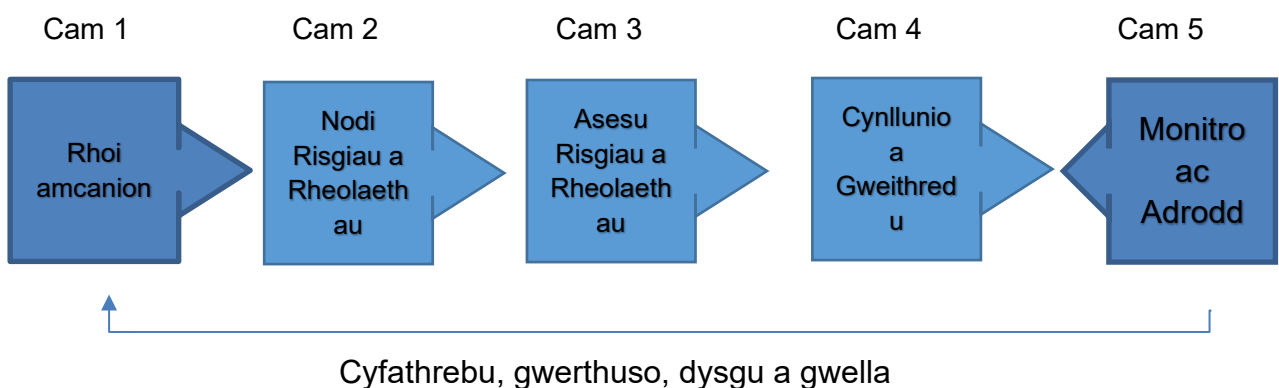 Cam 1
Cam 2
Cam 3
Cam 4
Cam 5
Rhoi
amcanion
Nodi
Risgiau a
Rheolaeth
au
Asesu
Risgiau a
Rheolaeth
au
Cynllunio
a
Gweithred
u
Monitro
ac
Adrodd
Cyfathrebu, gwerthuso, dysgu a gwella